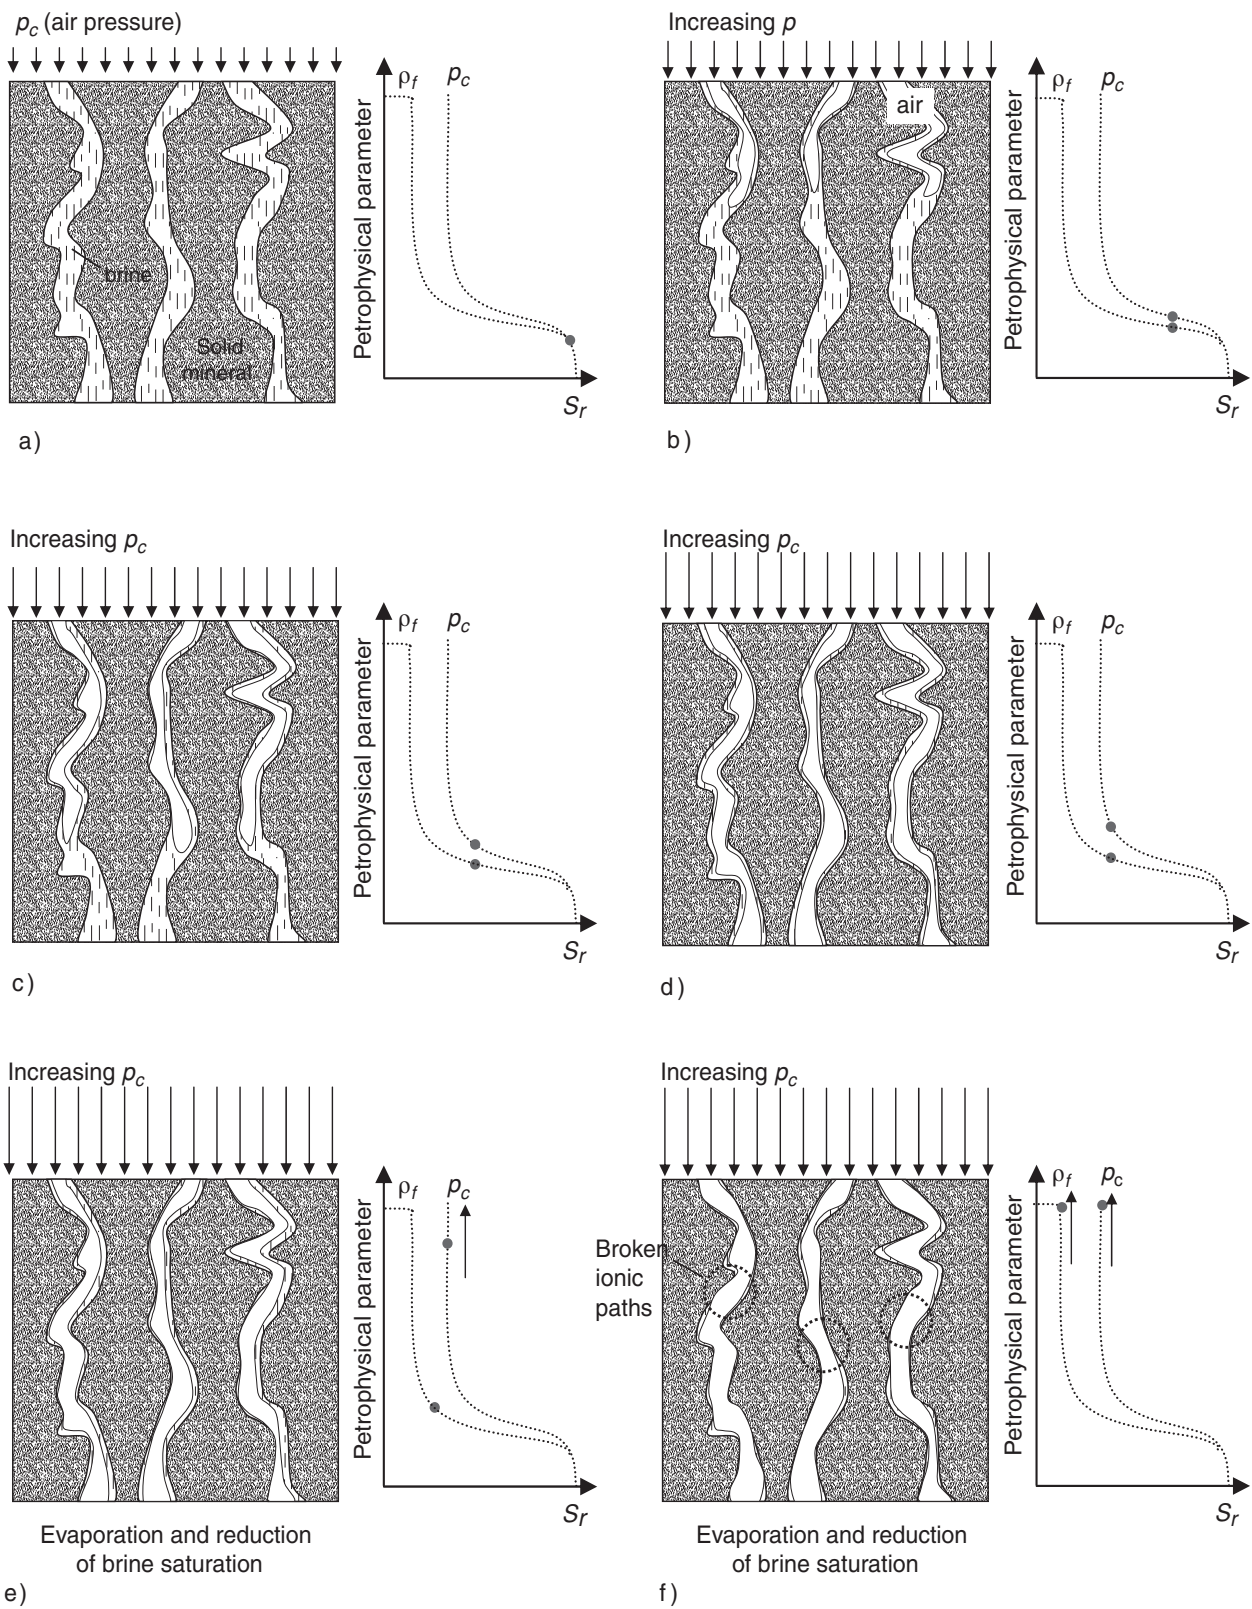 p_c (air pressure)
ρ_f
p_c
Petrophysical parameter
brine
Solid
mineral
S_r
a)
Increasing p
air
ρ_f
p_c
Petrophysical parameter
S_r
b)
Increasing p_c
ρ_f
p_c
Petrophysical parameter
S_r
c)
Increasing p_c
ρ_f
p_c
Petrophysical parameter
S_r
d)
Increasing p_c
ρ_f
p_c
Petrophysical parameter
S_r
Evaporation and reduction
of brine saturation
e)
Increasing p_c
Broken
ionic
paths
ρ_f
p_c
Petrophysical parameter
S_r
Evaporation and reduction
of brine saturation
f)